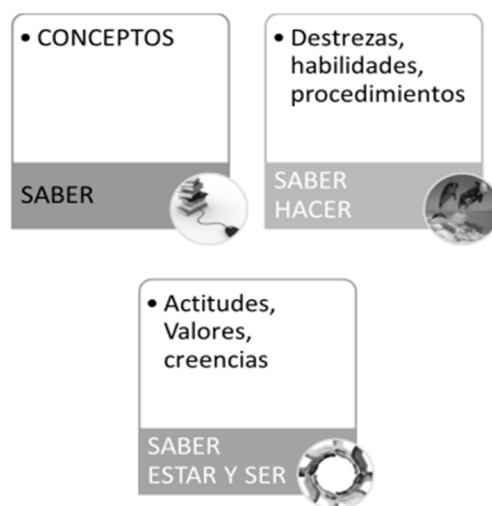 • CONCEPTOS
SABER
• Destrezas,
habilidades,
procedimientos
SABER
HACER
• Actitudes,
Valores,
creencias
SABER
ESTAR Y SER